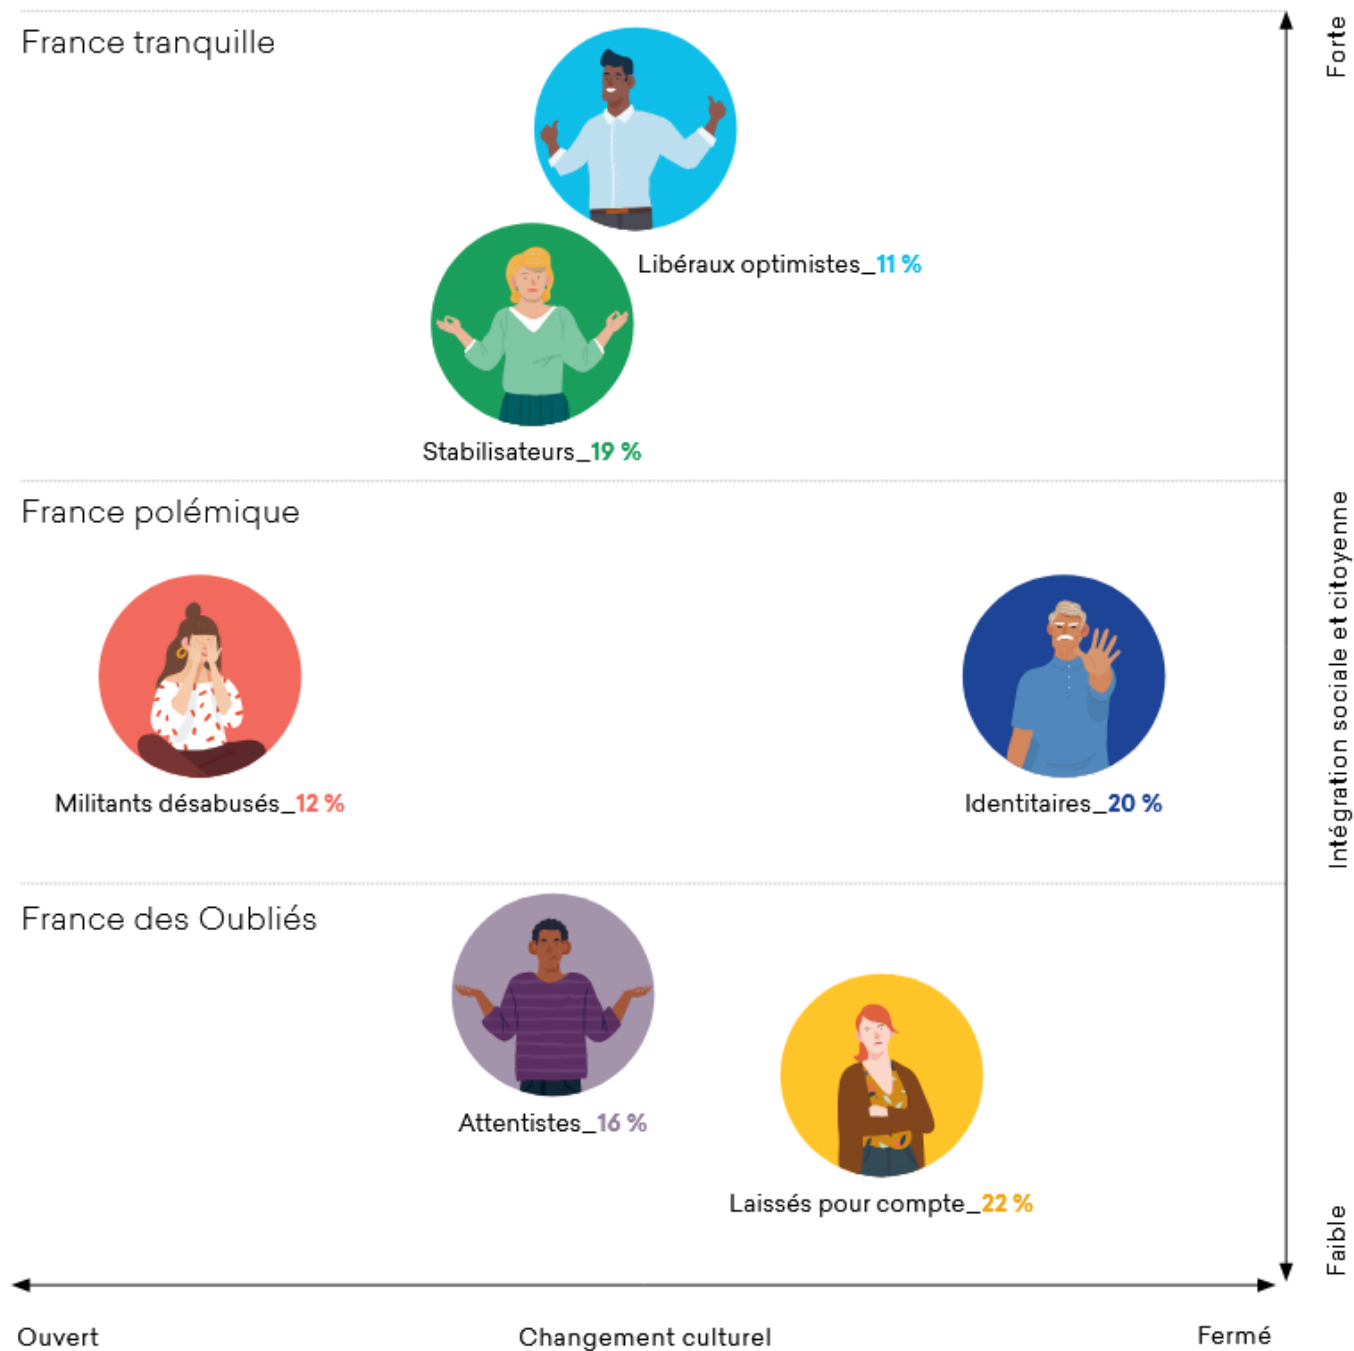 France tranquille
Forte
Libéraux optimistes_11 %
Stabilisateurs_19 %
France polémique
Intégration sociale et citoyenne
Militants désabusés_12 %
Identitaires_20 %
France des Oubliés
Attentistes_16 %
Laissés pour compte_22 %
Faible
Ouvert
Changement culturel
Fermé